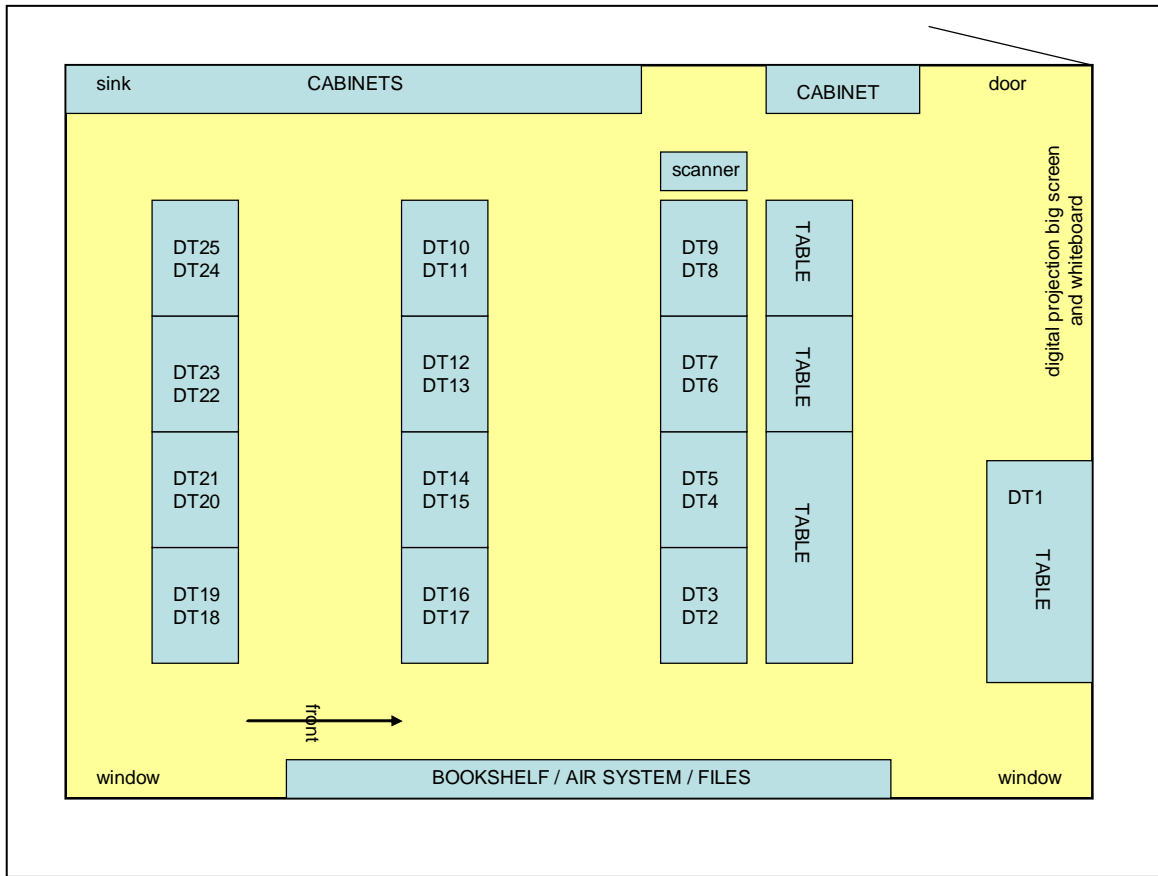 sink
CABINETS
CABINET
door
scanner
digital projection big screen
and whiteboard
DT25
DT24
DT10
DT11
DT9
DT8
TABLE
DT23
DT22
DT12
DT13
DT7
DT6
TABLE
DT21
DT20
DT14
DT15
DT5
DT4
TABLE
DT1
TABLE
DT19
DT18
DT16
DT17
DT3
DT2
front
window
BOOKSHELF / AIR SYSTEM / FILES
window